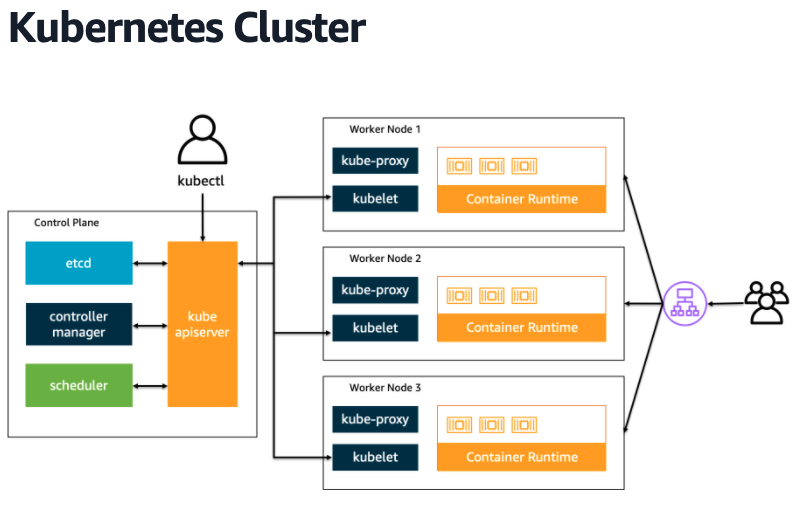 Kubernetes Cluster
kubectl
Control Plane
etcd
controller
manager
scheduler
kube
apiserver
Worker Node 1
kube-proxy
kubelet
Container Runtime
Worker Node 2
kube-proxy
kubelet
Container Runtime
Worker Node 3
kube-proxy
kubelet
Container Runtime